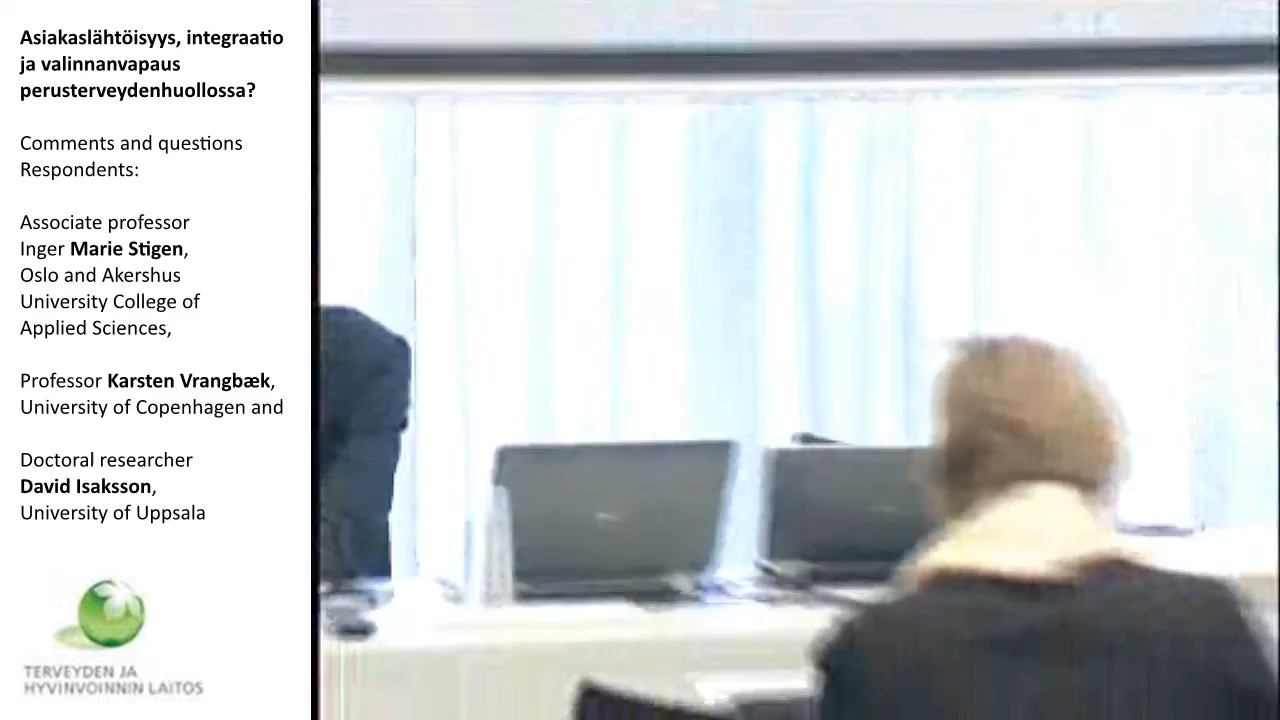 Asiakaslähtöisyys, integraatio
ja valinnanvapaus
perusterveydenhuollossa?
Comments and questions
Respondents:
Associate professor
Inger Marie Stigen,
Oslo and Akershus
University College of
Applied Sciences,
Professor Karsten Vrangbæk,
University of Copenhagen and
Doctoral researcher
David Isaksson,
University of Uppsala
TERVEYDEN JA
HYVINVOINNIN LAITOS